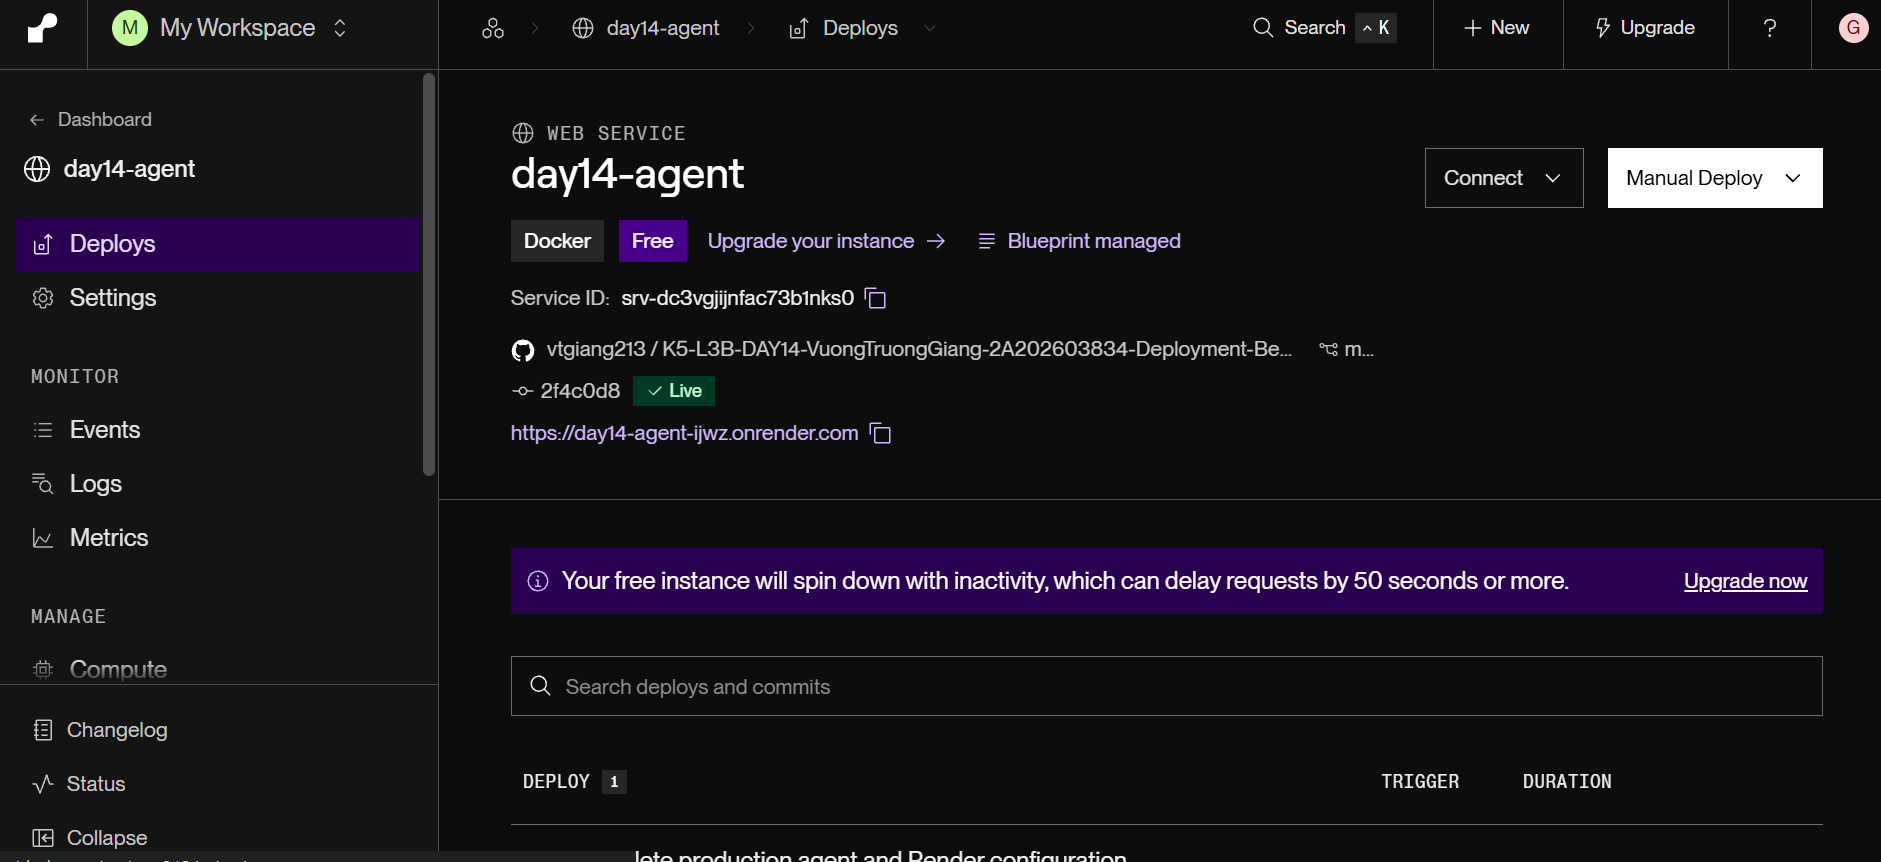 M My Workspace
day14-agent
Deploys
Search ^ K
+ New
Upgrade
?
G
← Dashboard
day14-agent
Deploys
Settings
MONITOR
Events
Logs
Metrics
MANAGE
Compute
Changelog
Status
Collapse
WEB SERVICE
day14-agent
Connect
Manual Deploy
Docker
Free
Upgrade your instance →
Blueprint managed
Service ID: srv-dc3vgjijnfac73b1nks0
vtgiang213 / K5-L3B-DAY14-VuongTruongGiang-2A202603834-Deployment-Be... m...
2f4c0d8 ✓ Live
https://day14-agent-ijwz.onrender.com
Your free instance will spin down with inactivity, which can delay requests by 50 seconds or more. Upgrade now
Search deploys and commits
DEPLOY 1 TRIGGER DURATION
lete production agent and Render configuration